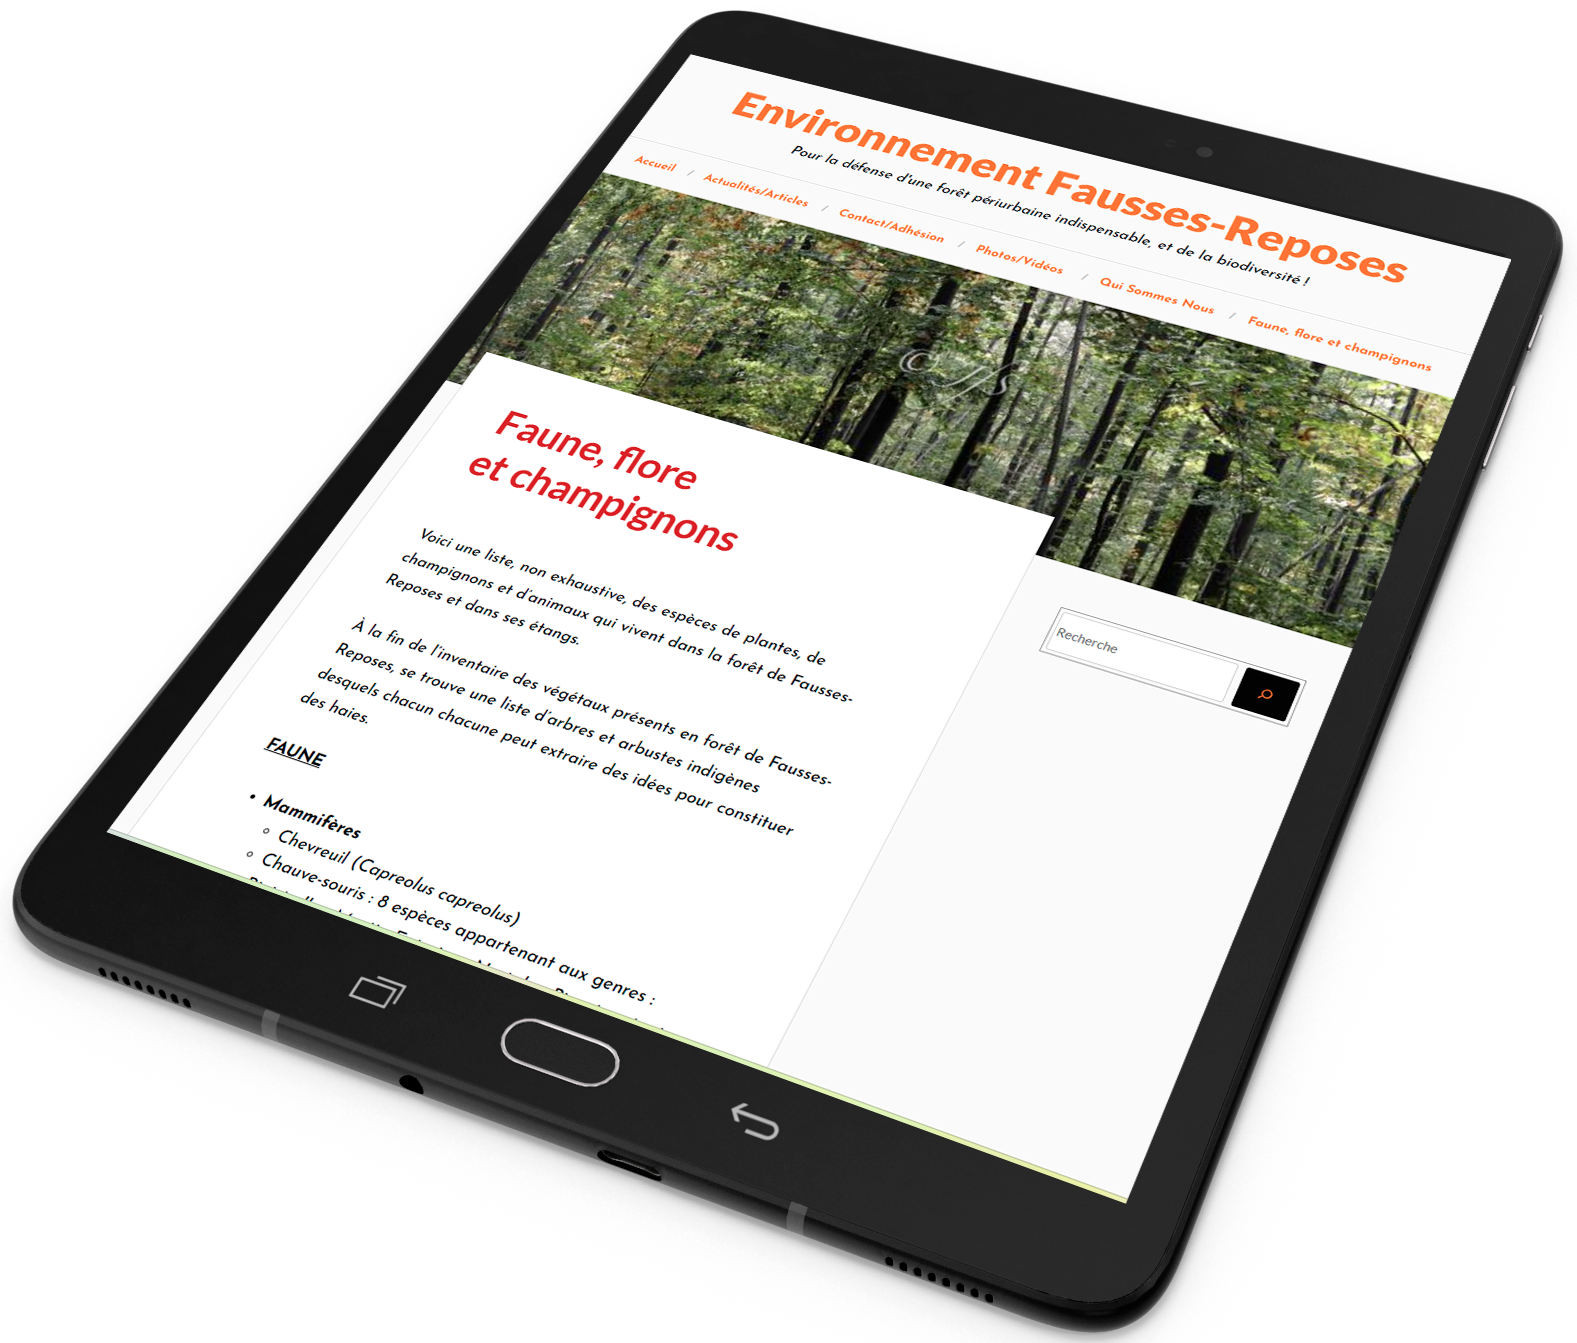 Environnement Fausses-Reposes
Pour la défense d'une forêt périurbaine indispensable, et de la biodiversité !
Accueil / Actualités/Articles / Contact/Adhésion / Photos/Vidéos / Qui Sommes Nous / Faune, flore et champignons
Faune, flore
et champignons
Voici une liste, non exhaustive, des espèces de plantes, de
champignons et d'animaux qui vivent dans la forêt de Fausses-
Reposes et dans ses étangs.
À la fin de l'inventaire des végétaux présents en forêt de Fausses-
Reposes, se trouve une liste d'arbres et arbustes indigènes
desquels chacun chacune peut extraire des idées pour constituer
des haies.
FAUNE
• Mammifères
◦ Chevreuil (Capreolus capreolus)
◦ Chauve-souris : 8 espèces appartenant aux genres :
Recherche